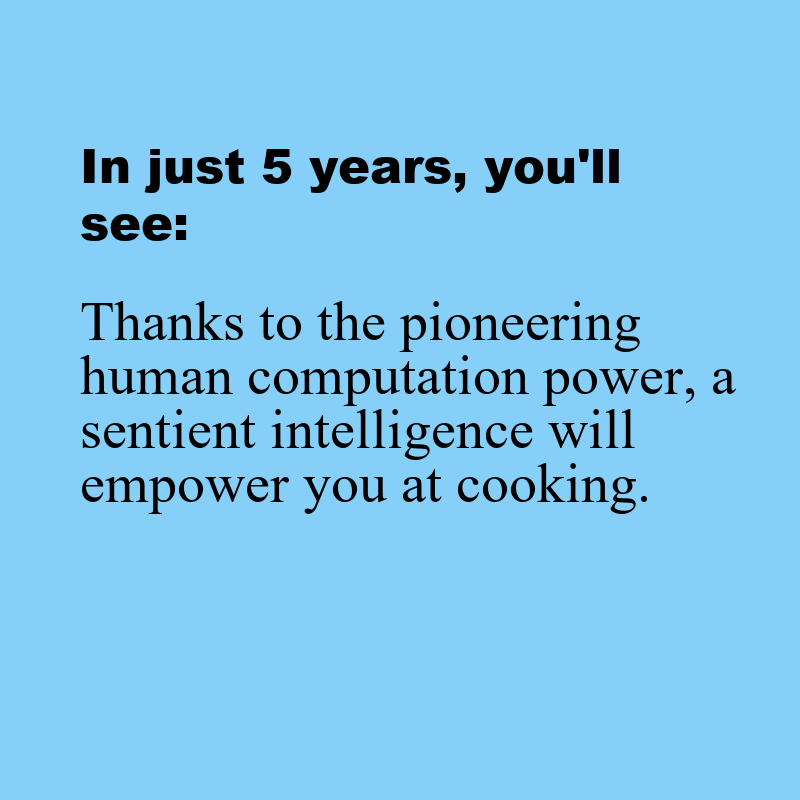 In just 5 years, you'll
see:
Thanks to the pioneering
human computation power, a
sentient intelligence will
empower you at cooking.